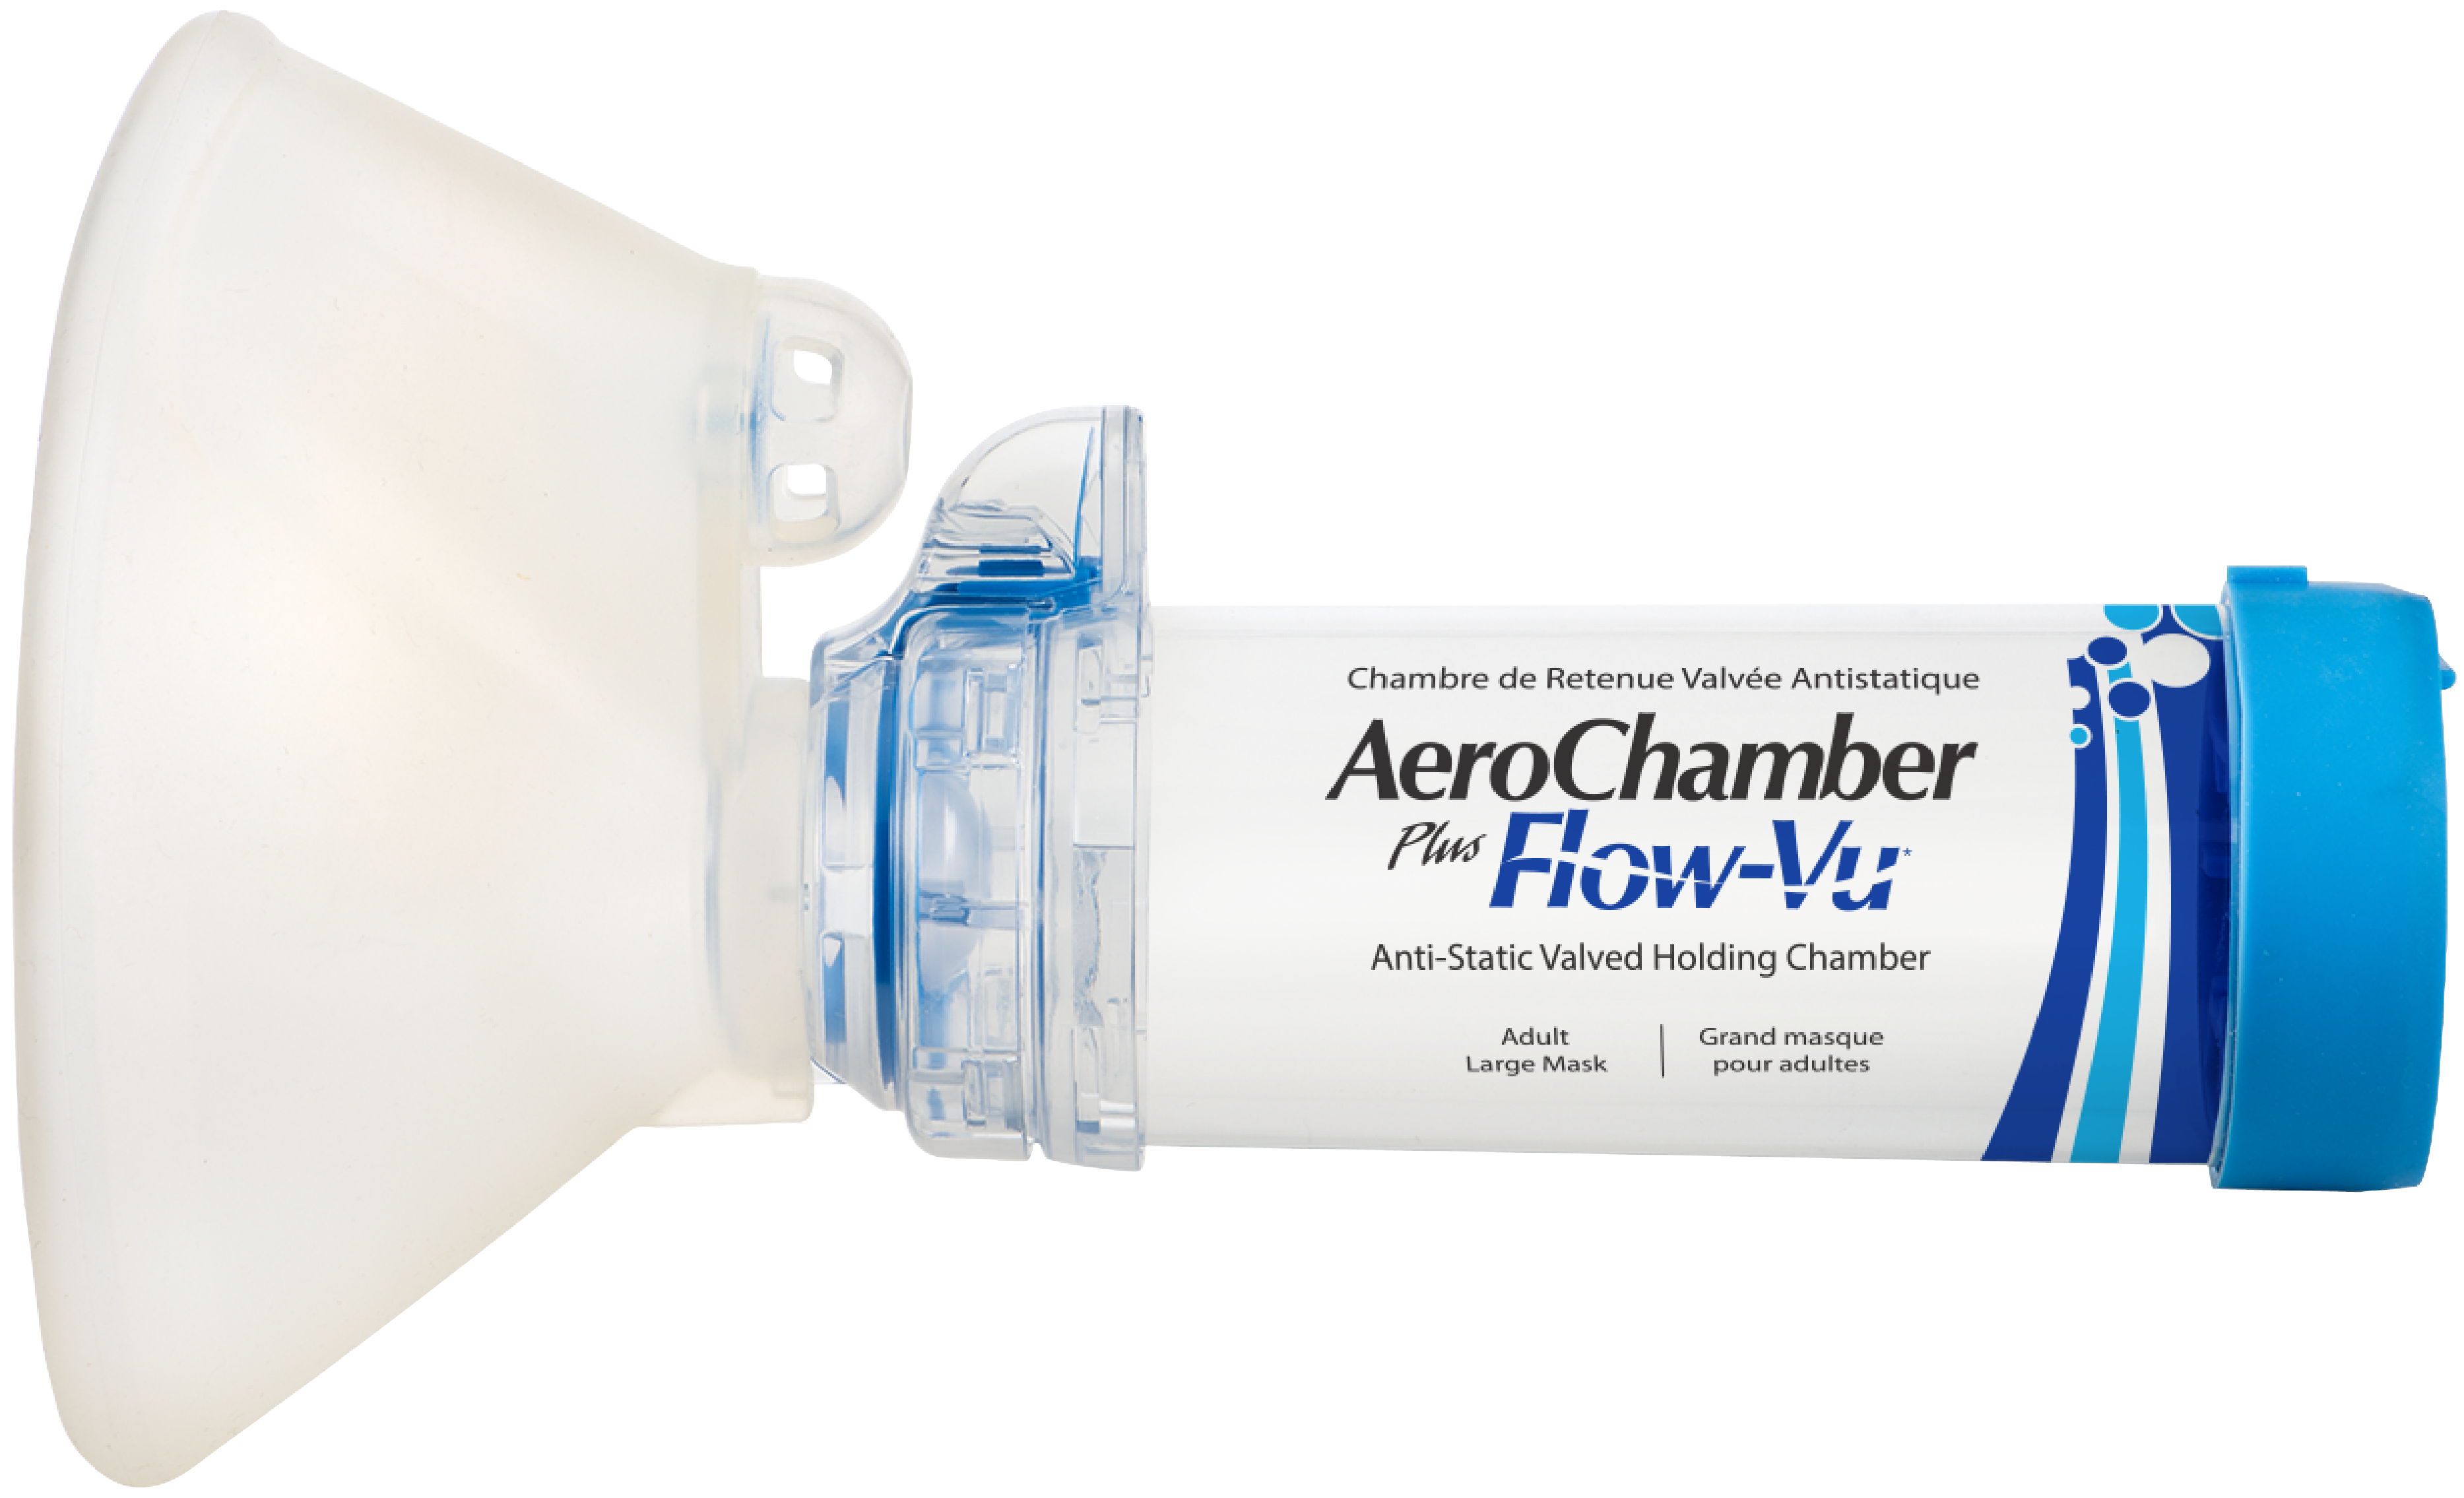 Chambre de Retenue Valvée Antistatique
AeroChamber
Plus Flow-Vu*
Anti-Static Valved Holding Chamber
Adult
Large Mask
Grand masque
pour adultes